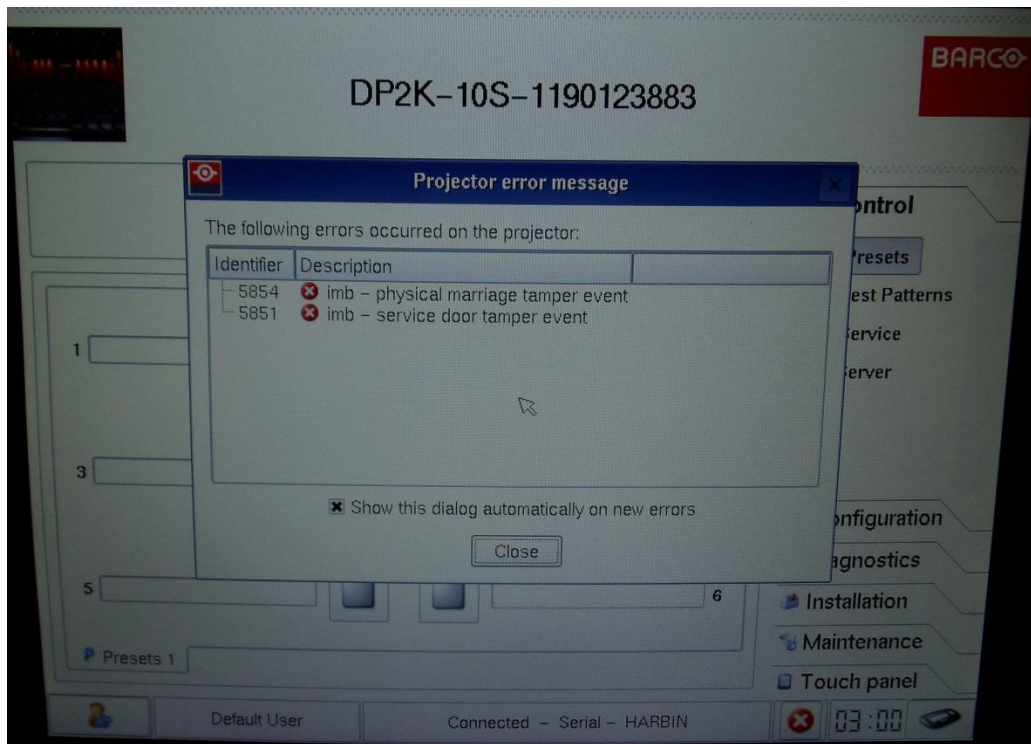 BARCO
DP2K-10S-1190123883
Projector error message
The following errors occurred on the projector:
Identifier Description
5854 imb - physical marriage tamper event
5851 imb - service door tamper event
Show this dialog automatically on new errors
Close
ntrol
resets
est Patterns
ervice
erver
nfiguration
agnostics
Installation
Maintenance
Touch panel
1
3
5
6
Presets 1
Default User
Connected - Serial - HARBIN
03:00